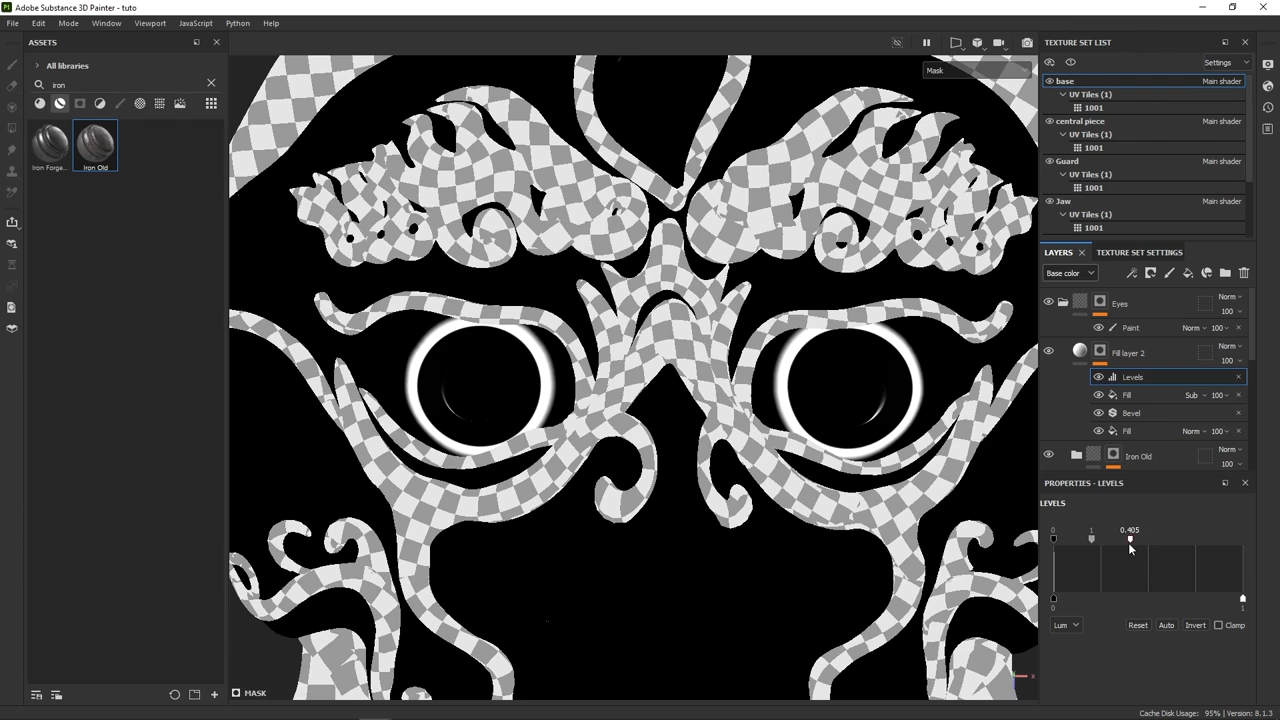 Adobe Substance 3D Painter - tuto
File Edit Mode Window Viewport JavaScript Python Help
ASSETS
All libraries
iron
Iron Forge...
Iron Old
Mask
MASK
TEXTURE SET LIST
Settings
base Main shader
UV Tiles (1)
1001
central piece Main shader
UV Tiles (1)
1001
Guard Main shader
UV Tiles (1)
1001
Jaw Main shader
UV Tiles (1)
1001
LAYERS TEXTURE SET SETTINGS
Base color
Eyes Norm
100
Paint Norm 100
Fill layer 2 Norm
100
Levels
Fill Sub 100
Bevel
Fill Norm 100
Iron Old Norm
100
PROPERTIES - LEVELS
LEVELS
0 1 0.405
0 1
Lum Reset Auto Invert Clamp
Cache Disk Usage: 95% | Version: 8.1.3